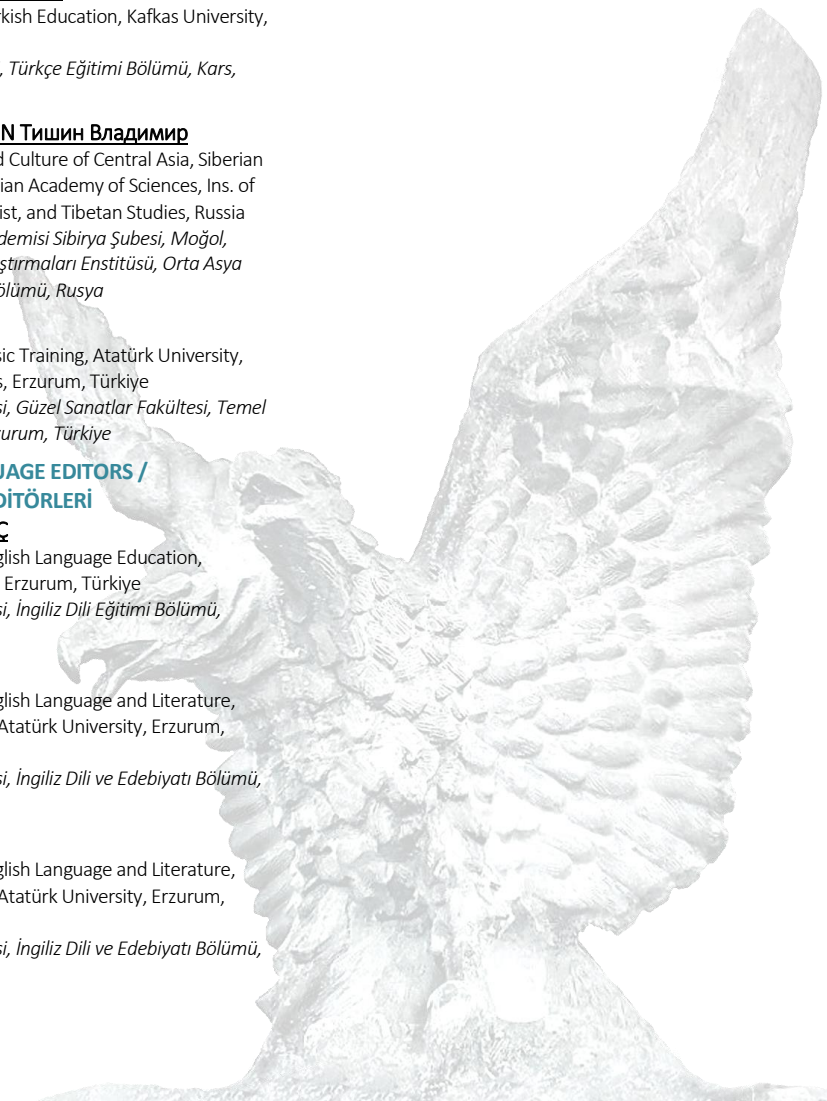 rkish Education, Kafkas University,
, Türkçe Eğitimi Bölümü, Kars,
N Тишин Владимир
d Culture of Central Asia, Siberian
ian Academy of Sciences, Ins. of
ist, and Tibetan Studies, Russia
demisi Sibirya Şubesi, Moğol,
ştırmaları Enstitüsü, Orta Asya
ölümü, Rusya
sic Training, Atatürk University,
s, Erzurum, Türkiye
si, Güzel Sanatlar Fakültesi, Temel
zurum, Türkiye
UAGE EDITORS /
DİTÖRLERİ
Ç
glish Language Education,
Erzurum, Türkiye
si, İngiliz Dili Eğitimi Bölümü,
glish Language and Literature,
Atatürk University, Erzurum,
si, İngiliz Dili ve Edebiyatı Bölümü,
glish Language and Literature,
Atatürk University, Erzurum,
si, İngiliz Dili ve Edebiyatı Bölümü,